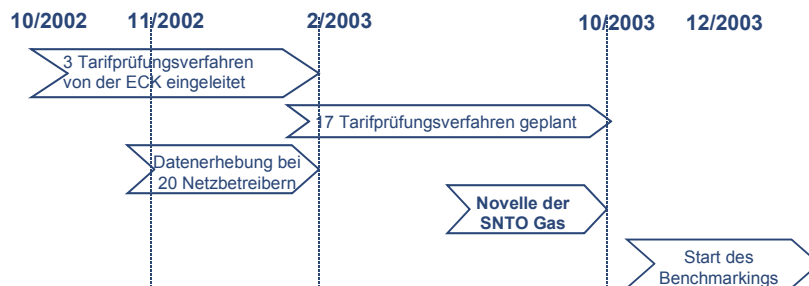 10/2002 11/2002 2/2003 10/2003 12/2003
3 Tarifprüfungsverfahren
von der ECK eingeleitet
17 Tarifprüfungsverfahren geplant
Datenerhebung bei
20 Netzbetreibern
Novelle der
SNTO Gas
Start des
Benchmarkings